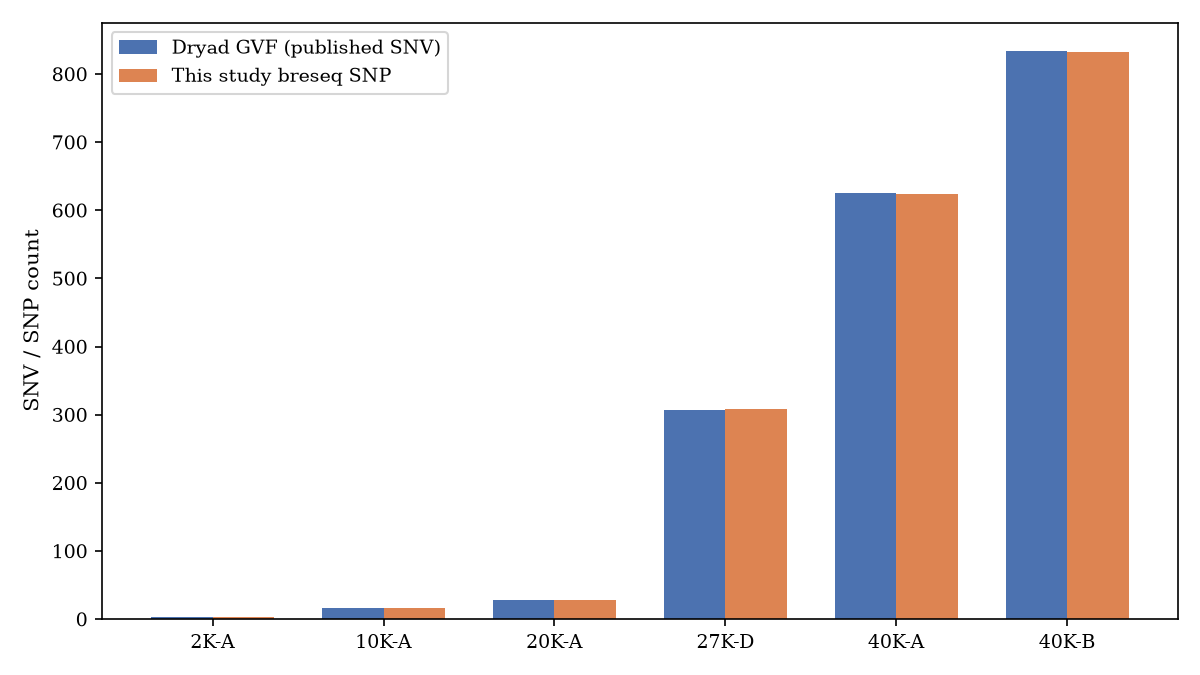 Dryad GVF (published SNV)
This study breseq SNP
SNV / SNP count
800
700
600
500
400
300
200
100
0
2K-A
10K-A
20K-A
27K-D
40K-A
40K-B